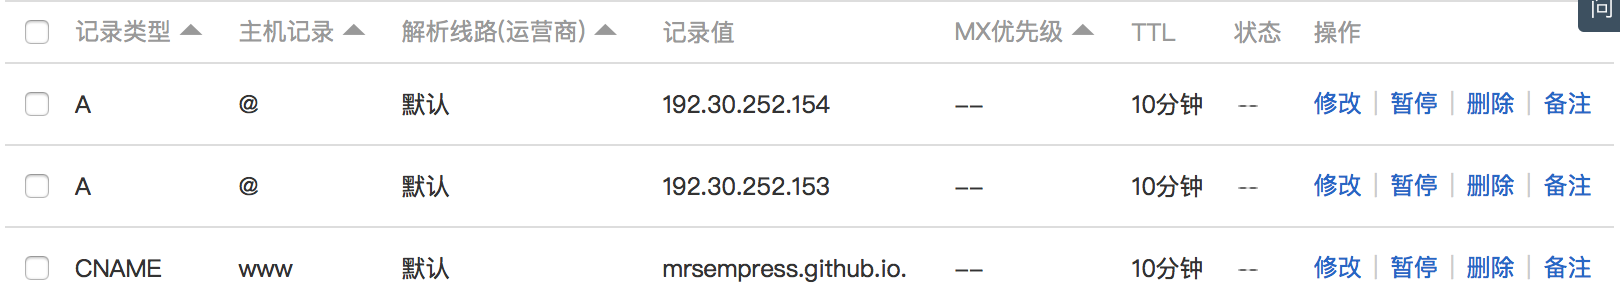 问
记录类型 主机记录 解析线路(运营商) 记录值 MX优先级 TTL 状态 操作
A @ 默认 192.30.252.154 -- 10分钟 -- 修改 | 暂停 | 删除 | 备注
A @ 默认 192.30.252.153 -- 10分钟 -- 修改 | 暂停 | 删除 | 备注
CNAME www 默认 mrsempress.github.io. -- 10分钟 -- 修改 | 暂停 | 删除 | 备注